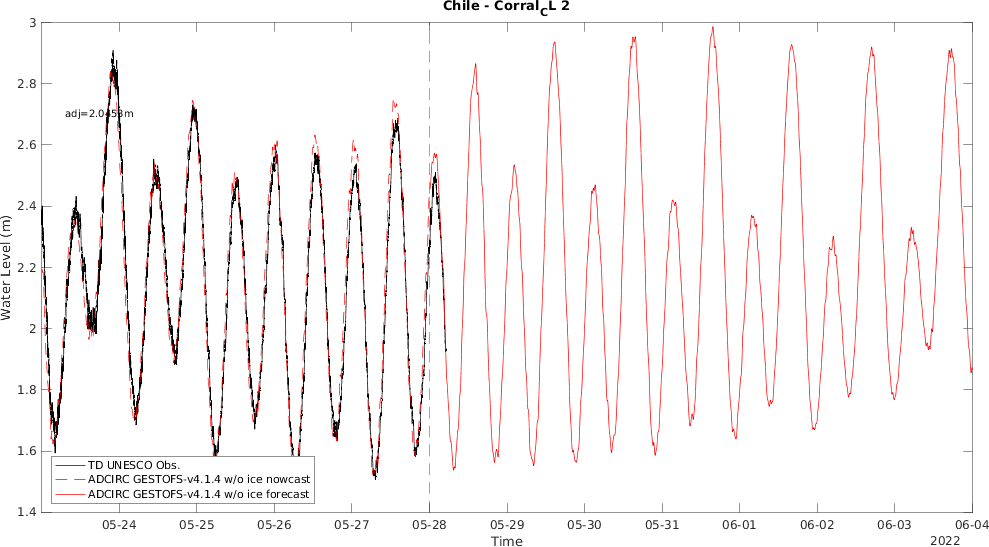 Chile - Corral_CL 2
3
2.8
adj=2.0453m
2.6
2.4
Water Level (m)
2.2
2
1.8
1.6
TD UNESCO Obs.
ADCIRC GESTOFS-v4.1.4 w/o ice nowcast
ADCIRC GESTOFS-v4.1.4 w/o ice forecast
1.4
05-24 05-25 05-26 05-27 05-28 05-29 05-30 05-31 06-01 06-02 06-03 06-04
Time
2022